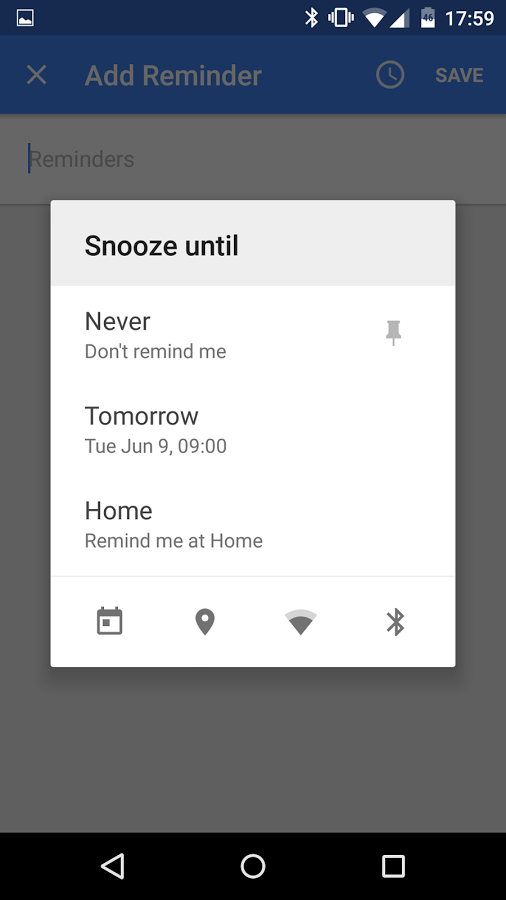 46 17:59
Add Reminder SAVE
Reminders
Snooze until
Never
Don't remind me
Tomorrow
Tue Jun 9, 09:00
Home
Remind me at Home